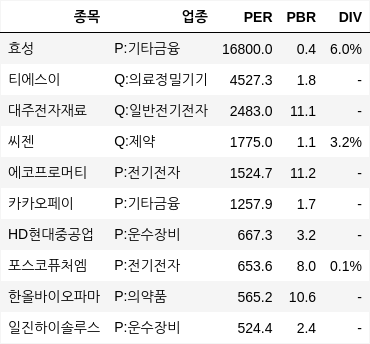 종목 업종 PER PBR DIV
효성 P:기타금융 16800.0 0.4 6.0%
티에스이 Q:의료정밀기기 4527.3 1.8 -
대주전자재료 Q:일반전기전자 2483.0 11.1 -
씨젠 Q:제약 1775.0 1.1 3.2%
에코프로머티 P:전기전자 1524.7 11.2 -
카카오페이 P:기타금융 1257.9 1.7 -
HD현대중공업 P:운수장비 667.3 3.2 -
포스코퓨처엠 P:전기전자 653.6 8.0 0.1%
한올바이오파마 P:의약품 565.2 10.6 -
일진하이솔루스 P:운수장비 524.4 2.4 -